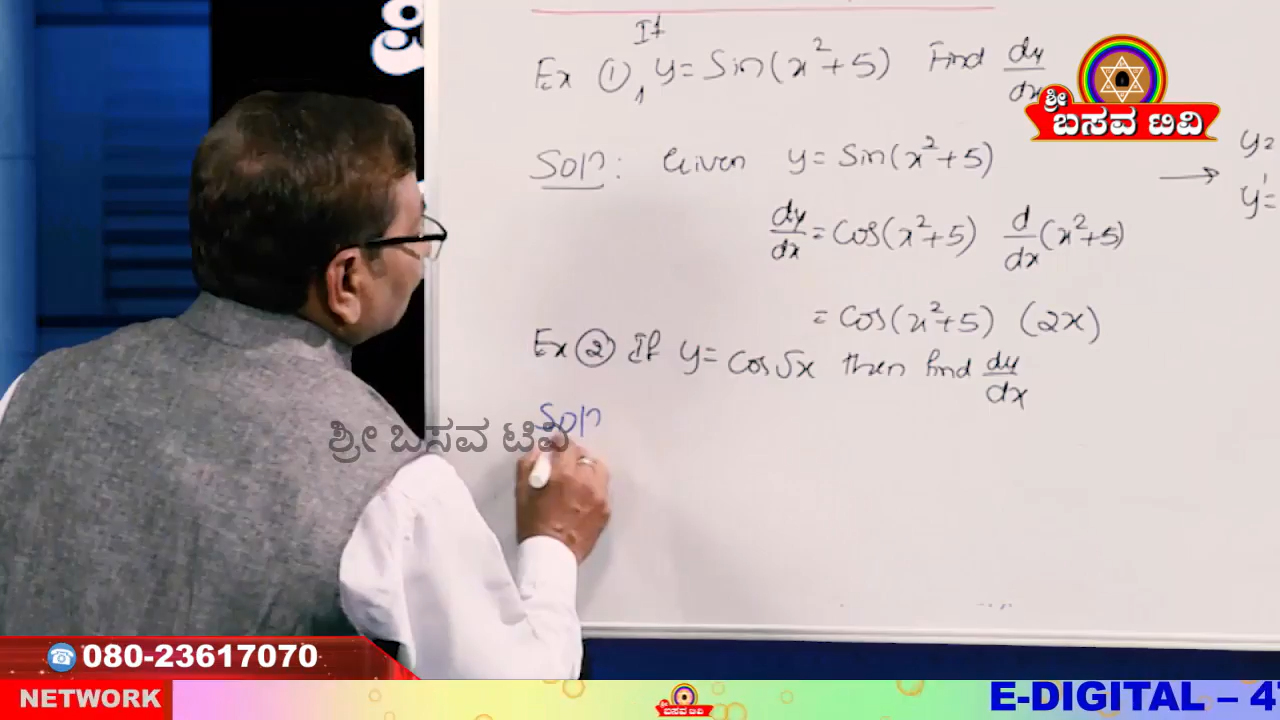 Ex ①, If y = Sin(x²+5) Find dy/dx
Soln: Given y = Sin(x²+5) → y =
dy/dx = Cos(x²+5) d/dx (x²+5) y' =
= Cos(x²+5) (2x)
Ex ② If y = Cos√x then find dy/dx
Soln
ಶ್ರೀ
ಬಸವ ಟಿವಿ
ಶ್ರೀ ಬಸವ ಟಿವಿ
080-23617070
NETWORK
ಶ್ರೀ
ಬಸವ ಟಿವಿ
E-DIGITAL – 4